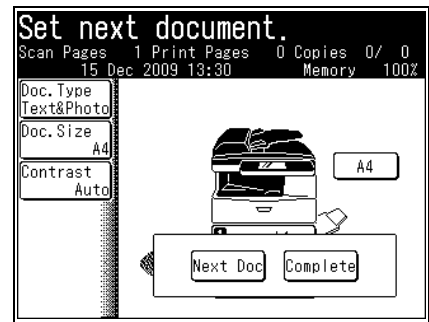 Set next document.
Scan Pages 1 Print Pages 0 Copies 0/ 0
15 Dec 2009 13:30 Memory 100%
Doc.Type
Text&Photo
Doc.Size
A4
Contrast
Auto
A4
Next Doc Complete